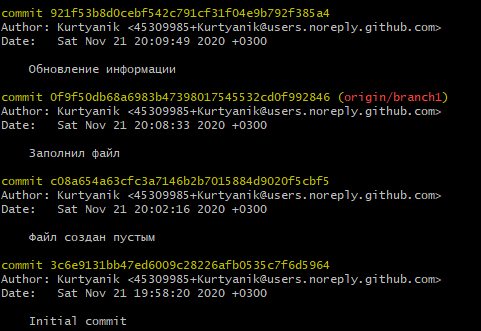 commit 921f53b8d0cebf542c791cf31f04e9b792f385a4
Author: Kurtyanik <45309985+Kurtyanik@users.noreply.github.com>
Date:   Sat Nov 21 20:09:49 2020 +0300
Обновление информации
commit 0f9f50db68a6983b47398017545532cd0f992846 (origin/branch1)
Author: Kurtyanik <45309985+Kurtyanik@users.noreply.github.com>
Date:   Sat Nov 21 20:08:33 2020 +0300
Заполнил файл
commit c08a654a63cfc3a7146b2b7015884d9020f5cbf5
Author: Kurtyanik <45309985+Kurtyanik@users.noreply.github.com>
Date:   Sat Nov 21 20:02:16 2020 +0300
Файл создан пустым
commit 3c6e9131bb47ed6009c28226afb0535c7f6d5964
Author: Kurtyanik <45309985+Kurtyanik@users.noreply.github.com>
Date:   Sat Nov 21 19:58:20 2020 +0300
Initial commit